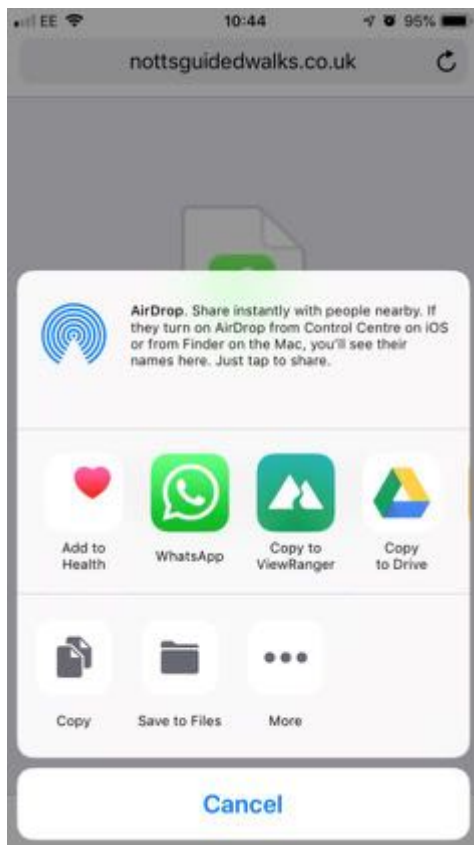 EE 10:44 95%
nottsguidedwalks.co.uk
AirDrop. Share instantly with people nearby. If
they turn on AirDrop from Control Centre on iOS
or from Finder on the Mac, you'll see their
names here. Just tap to share.
Add to
Health
WhatsApp
Copy to
ViewRanger
Copy
to Drive
Copy
Save to Files
More
Cancel